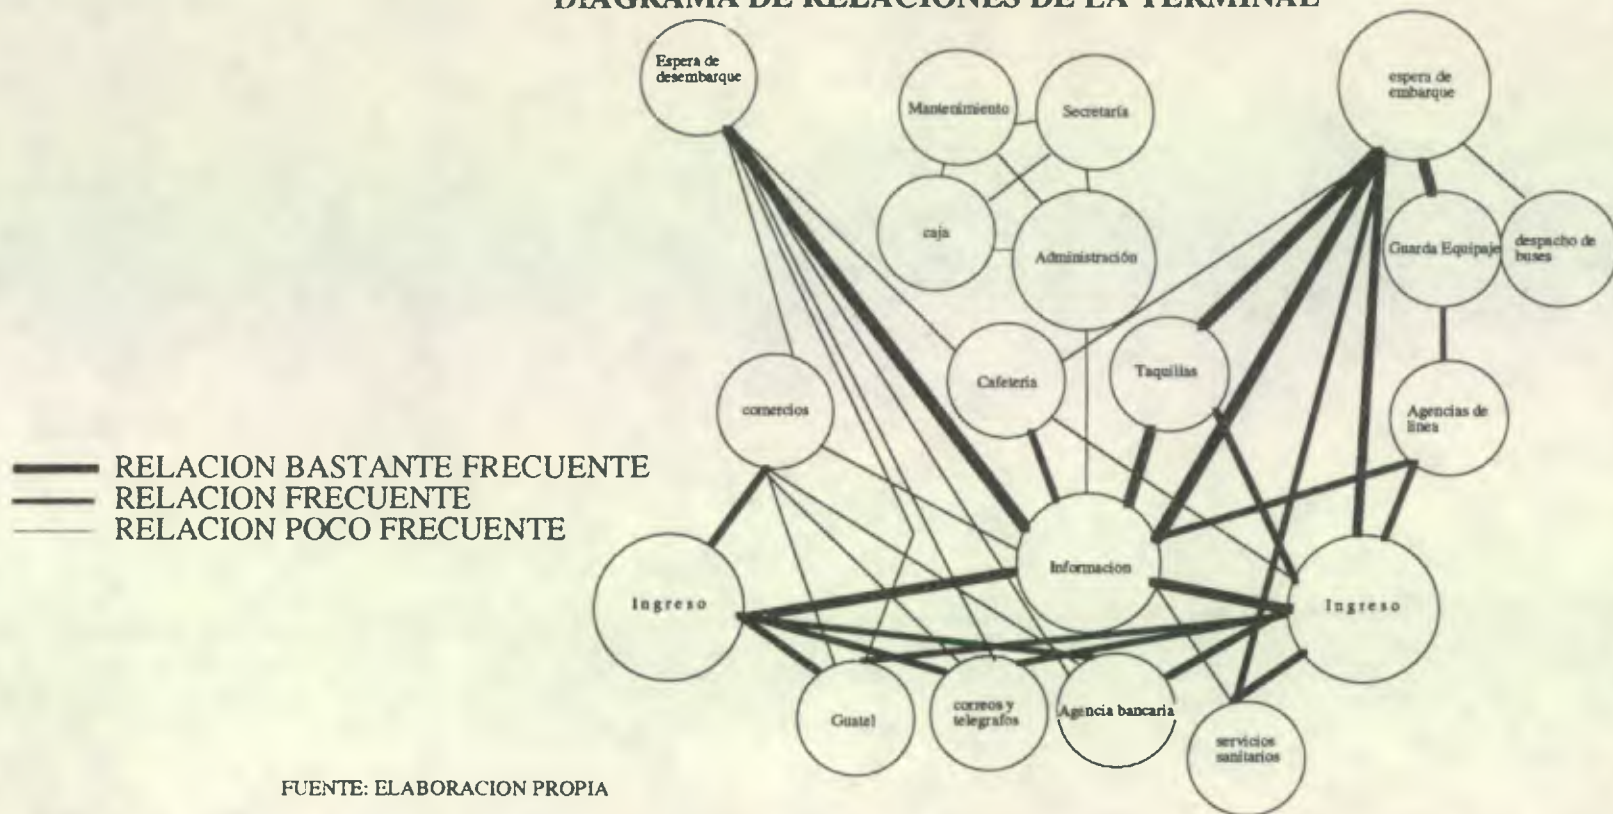 DIAGRAMA DE RELACIONES DE LA TERMINAL
Espera de
desembarque
espera de
embarque
Mantenimiento
Secretaría
caja
Administración
Guarda Equipaje
despacho de
buses
Cafetería
Taquillas
comercios
Agencias de
línea
RELACION BASTANTE FRECUENTE
RELACION FRECUENTE
RELACION POCO FRECUENTE
Informacion
Ingreso
Ingreso
Guatel
correos y
telegrafos
Agencia bancaria
servicios
sanitarios
FUENTE: ELABORACION PROPIA